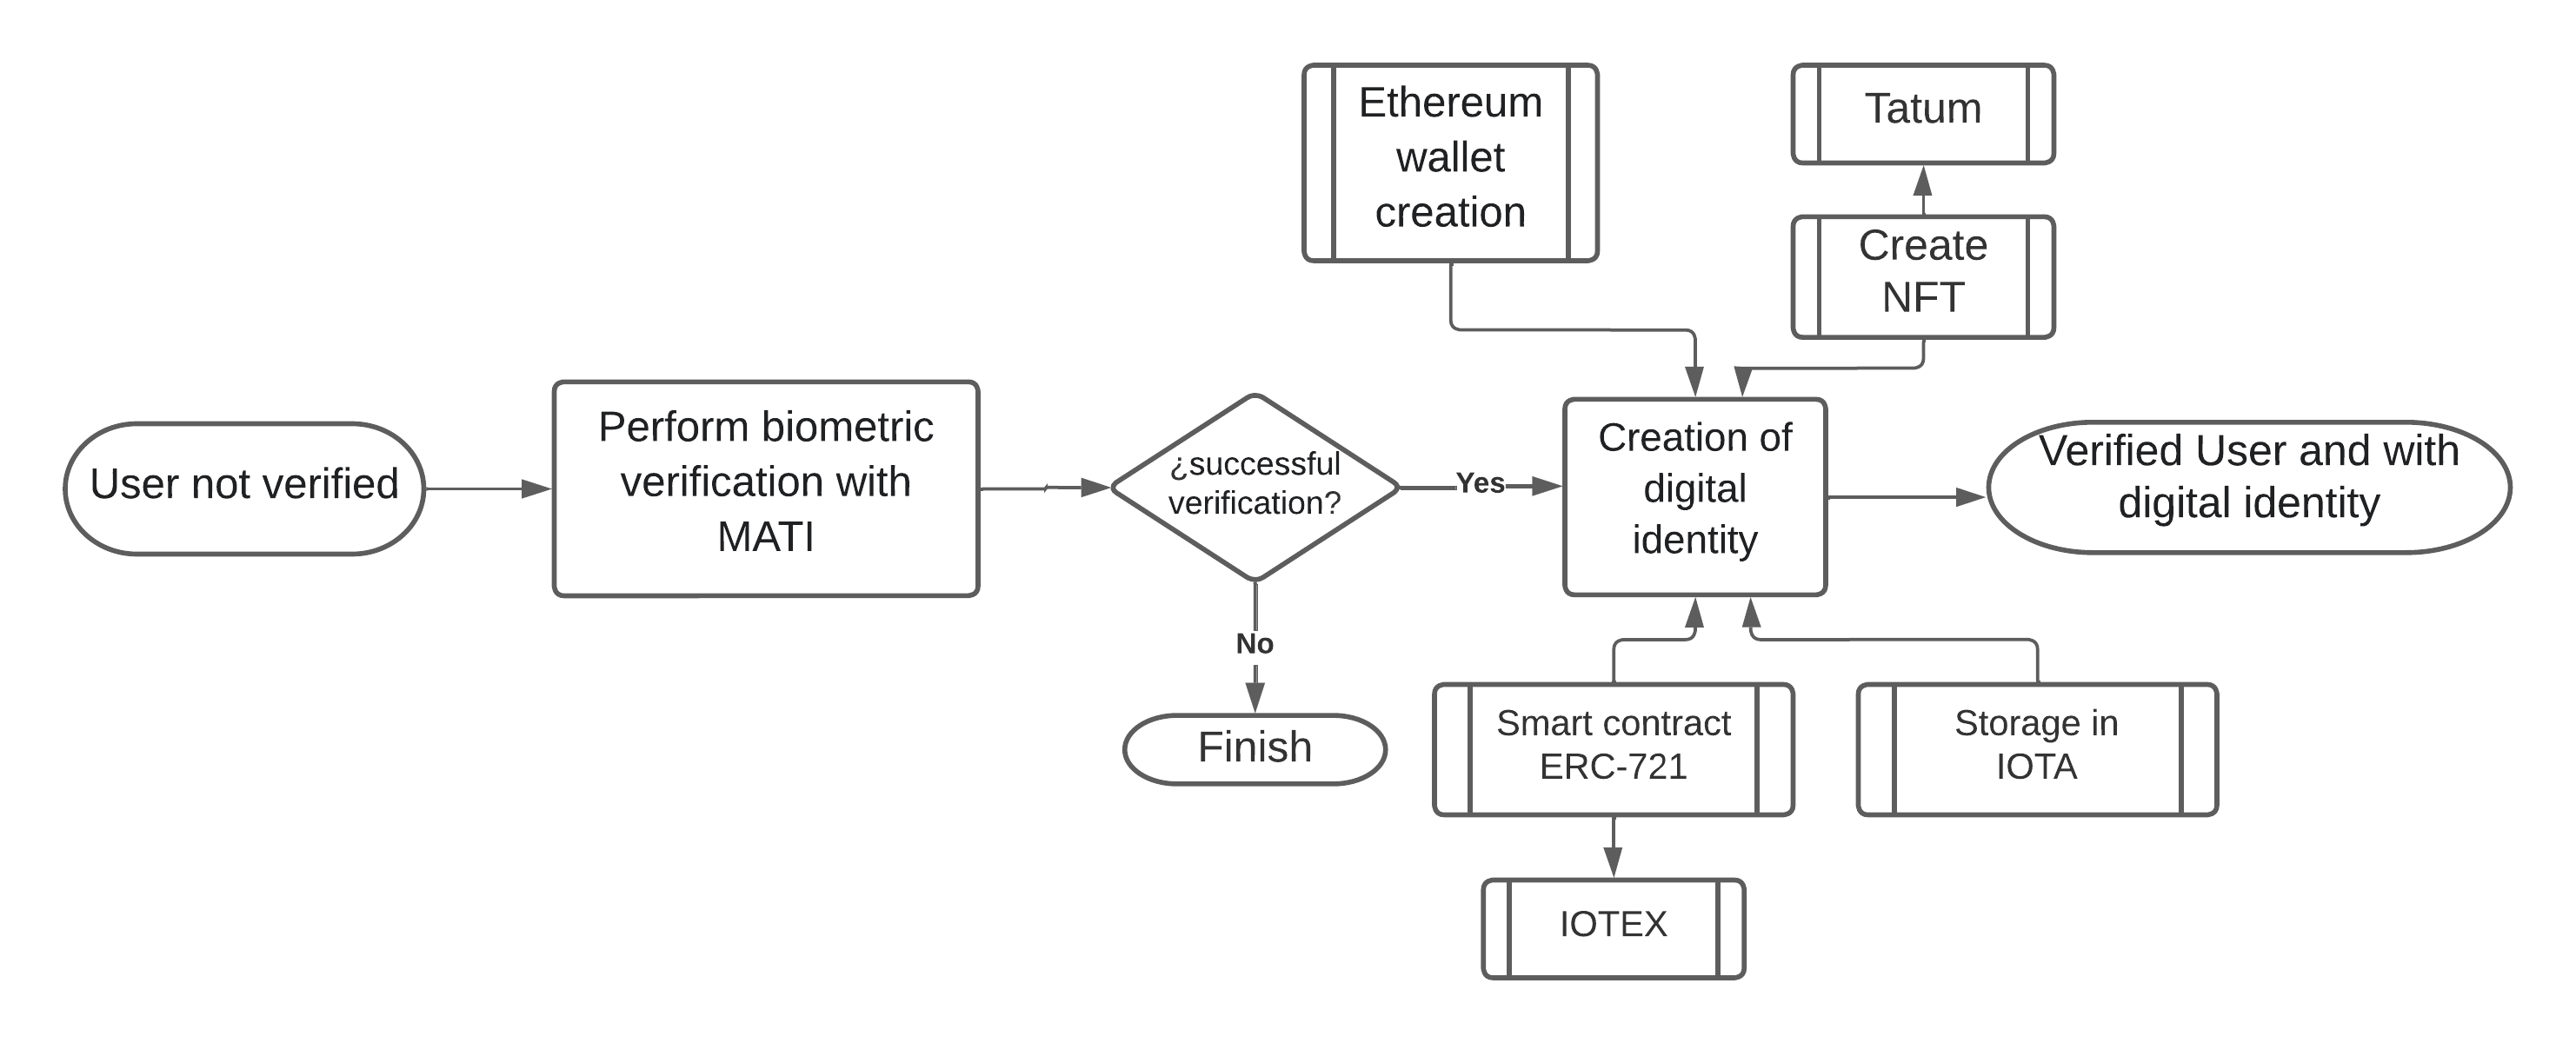 User not verified
Perform biometric
verification with
MATI
¿successful
verification?
Yes
No
Finish
Ethereum
wallet
creation
Tatum
Create
NFT
Creation of
digital
identity
Verified User and with
digital identity
Smart contract
ERC-721
Storage in
IOTA
IOTEX